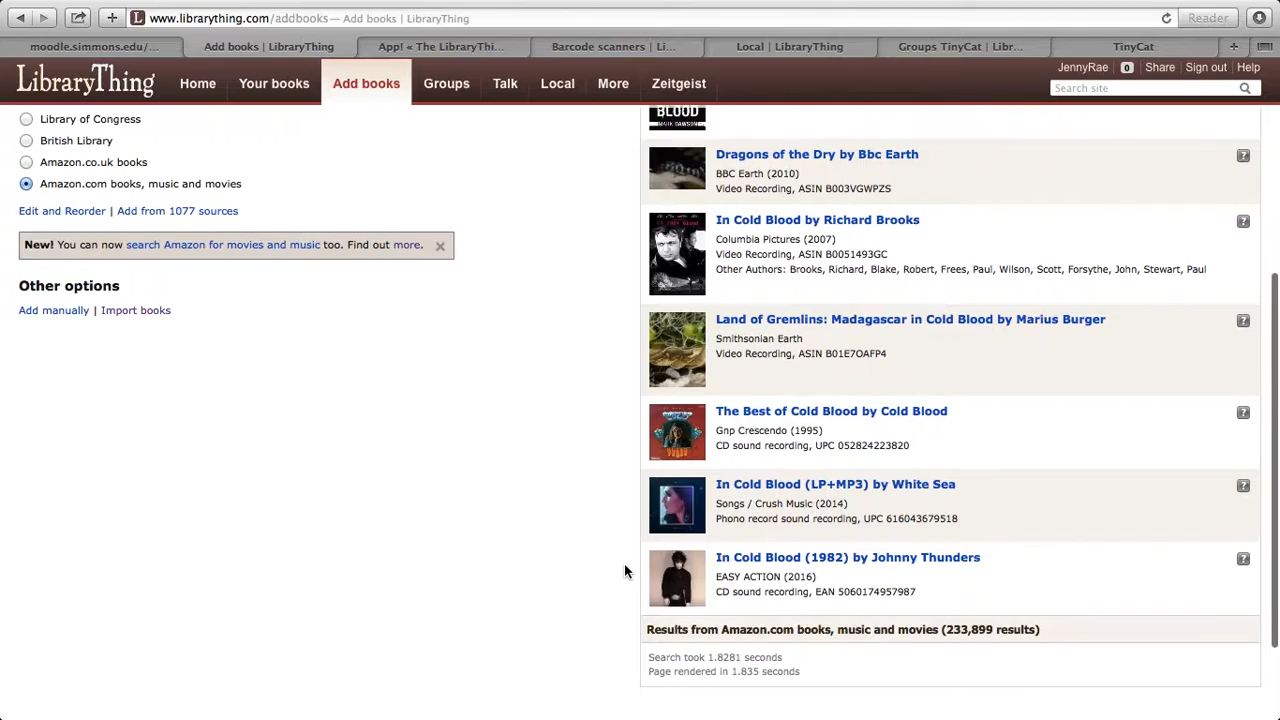 www.librarything.com/addbooks — Add books | LibraryThing
Reader
moodle.simmons.edu/...
Add books | LibraryThing
App! « The LibraryThi...
Barcode scanners | Li...
Local | LibraryThing
Groups TinyCat | Libr...
TinyCat
LibraryThing
Home
Your books
Add books
Groups
Talk
Local
More
Zeitgeist
JennyRae 0 Share Sign out Help
Search site
Library of Congress
British Library
Amazon.co.uk books
Amazon.com books, music and movies
Edit and Reorder | Add from 1077 sources
New! You can now search Amazon for movies and music too. Find out more.
Other options
Add manually | Import books
BLOOD
MARK DAWSON
Dragons of the Dry by Bbc Earth
BBC Earth (2010)
Video Recording, ASIN B003VGWPZS
In Cold Blood by Richard Brooks
Columbia Pictures (2007)
Video Recording, ASIN B0051493GC
Other Authors: Brooks, Richard, Blake, Robert, Frees, Paul, Wilson, Scott, Forsythe, John, Stewart, Paul
Land of Gremlins: Madagascar in Cold Blood by Marius Burger
Smithsonian Earth
Video Recording, ASIN B01E7OAFP4
The Best of Cold Blood by Cold Blood
Gnp Crescendo (1995)
CD sound recording, UPC 052824223820
In Cold Blood (LP+MP3) by White Sea
Songs / Crush Music (2014)
Phono record sound recording, UPC 616043679518
In Cold Blood (1982) by Johnny Thunders
EASY ACTION (2016)
CD sound recording, EAN 5060174957987
Results from Amazon.com books, music and movies (233,899 results)
Search took 1.8281 seconds
Page rendered in 1.835 seconds